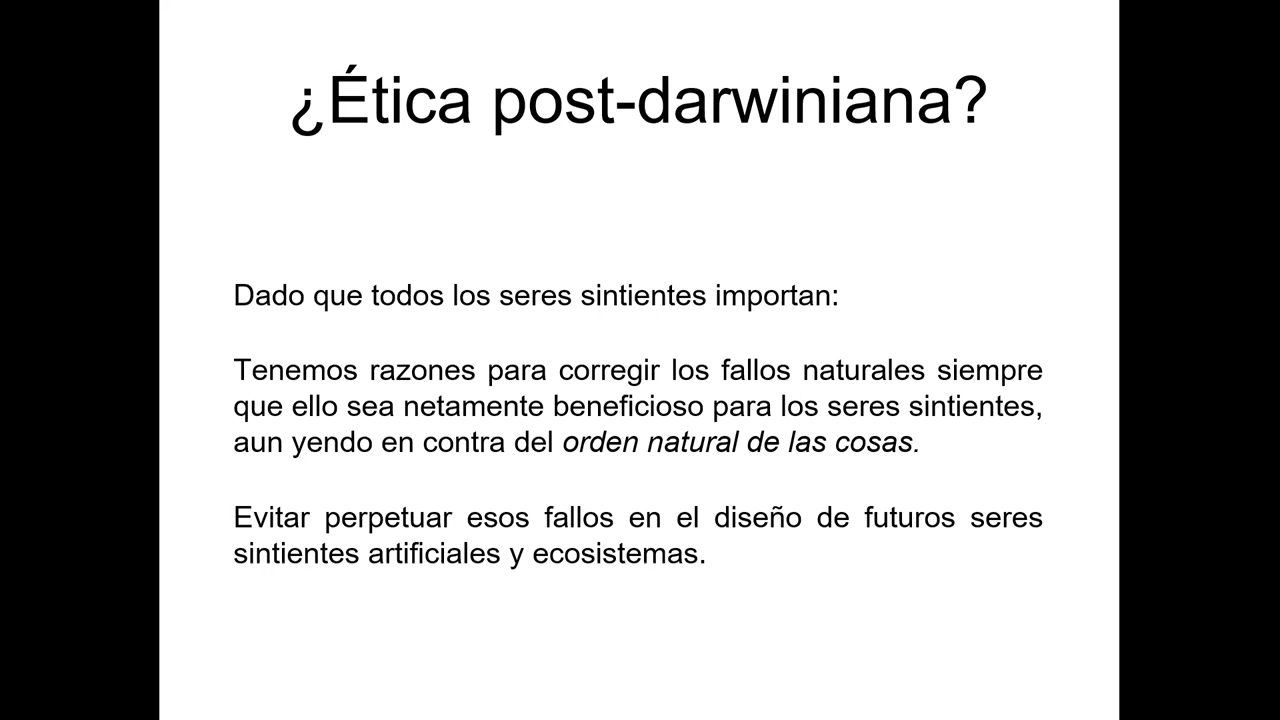 ¿Ética post-darwiniana?
Dado que todos los seres sintientes importan:
Tenemos razones para corregir los fallos naturales siempre
que ello sea netamente beneficioso para los seres sintientes,
aun yendo en contra del orden natural de las cosas.
Evitar perpetuar esos fallos en el diseño de futuros seres
sintientes artificiales y ecosistemas.